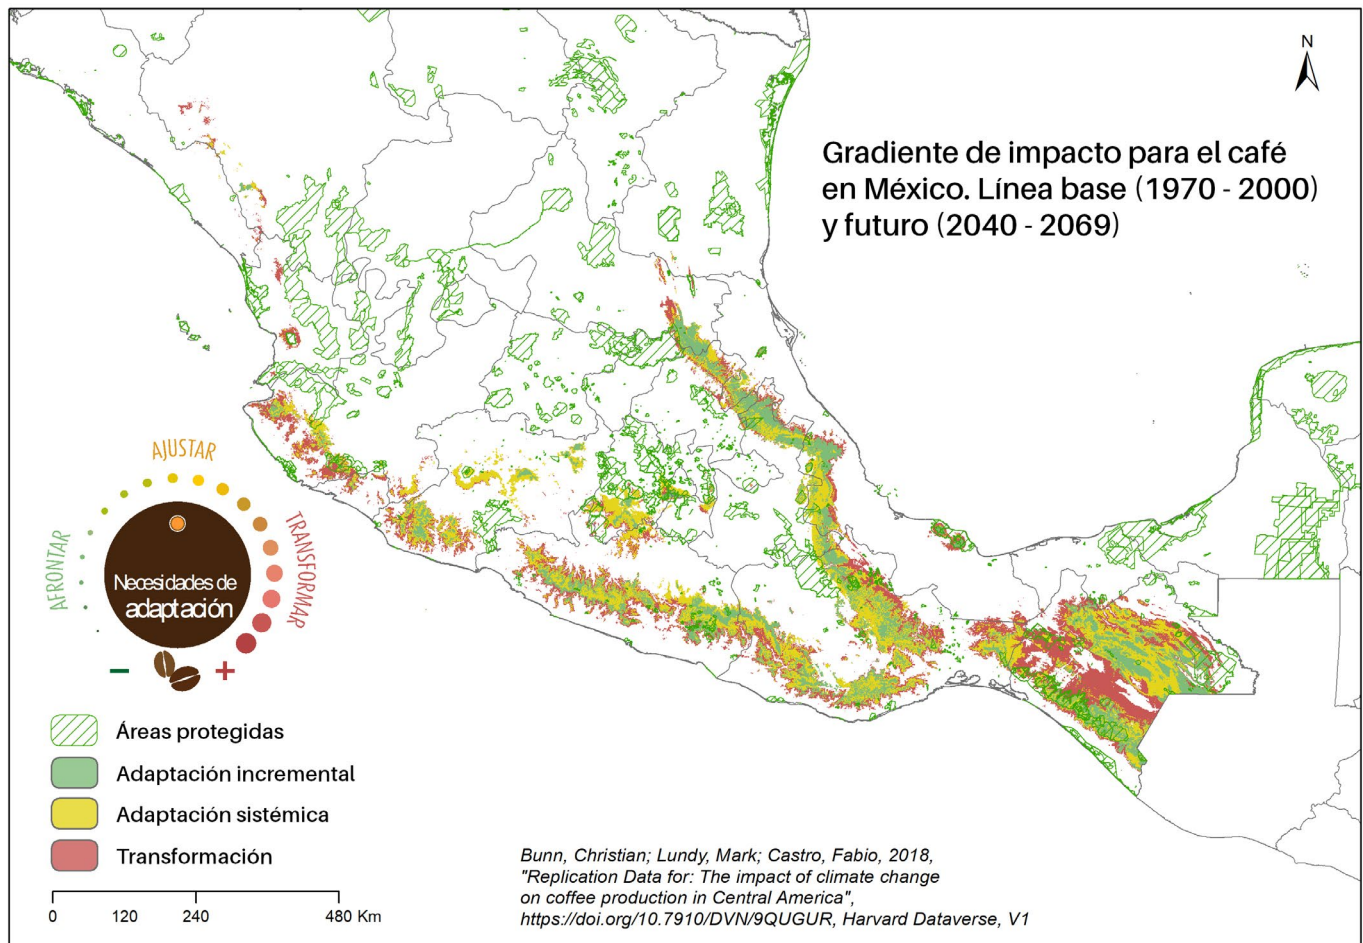 N
Gradiente de impacto para el café
en México. Línea base (1970 - 2000)
y futuro (2040 - 2069)
AJUSTAR
AFRONTAR
TRANSFORMAR
Necesidades de
adaptación
− +
Áreas protegidas
Adaptación incremental
Adaptación sistémica
Transformación
0 120 240 480 Km
Bunn, Christian; Lundy, Mark; Castro, Fabio, 2018,
"Replication Data for: The impact of climate change
on coffee production in Central America",
https://doi.org/10.7910/DVN/9QUGUR, Harvard Dataverse, V1